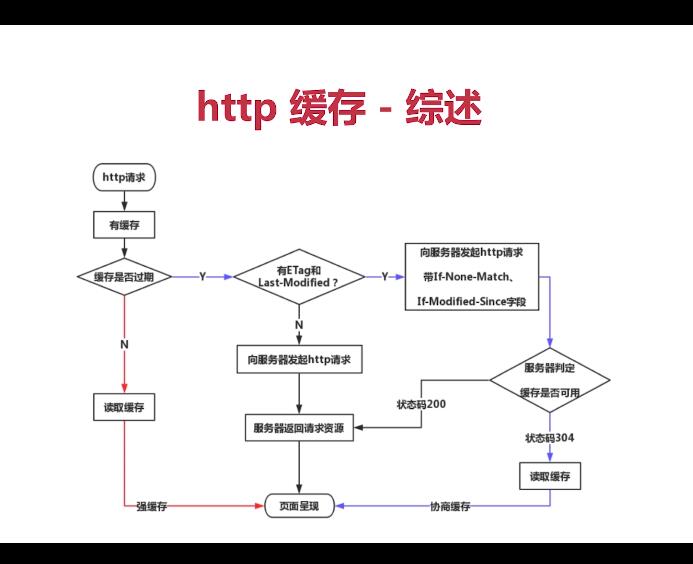 http 缓存 - 综述
http请求
有缓存
缓存是否过期
Y
有ETag和
Last-Modified ?
Y
向服务器发起http请求
带If-None-Match、
If-Modified-Since字段
N
N
向服务器发起http请求
服务器判定
缓存是否可用
读取缓存
状态码200
服务器返回请求资源
状态码304
读取缓存
强缓存
页面呈现
协商缓存